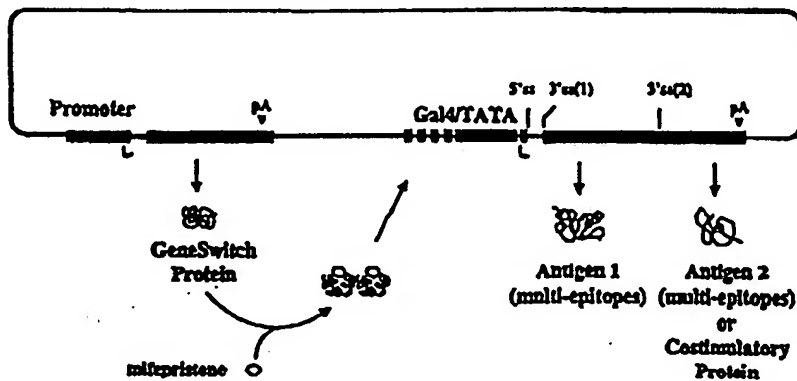 5'ss 3'ss(1) 3'ss(2)
Promoter pA Gal4/TATA pA
GeneSwitch
Protein
mifepristone
Antigen 1
(multi-epitopes)
Antigen 2
(multi-epitopes)
or
Costimulatory
Protein